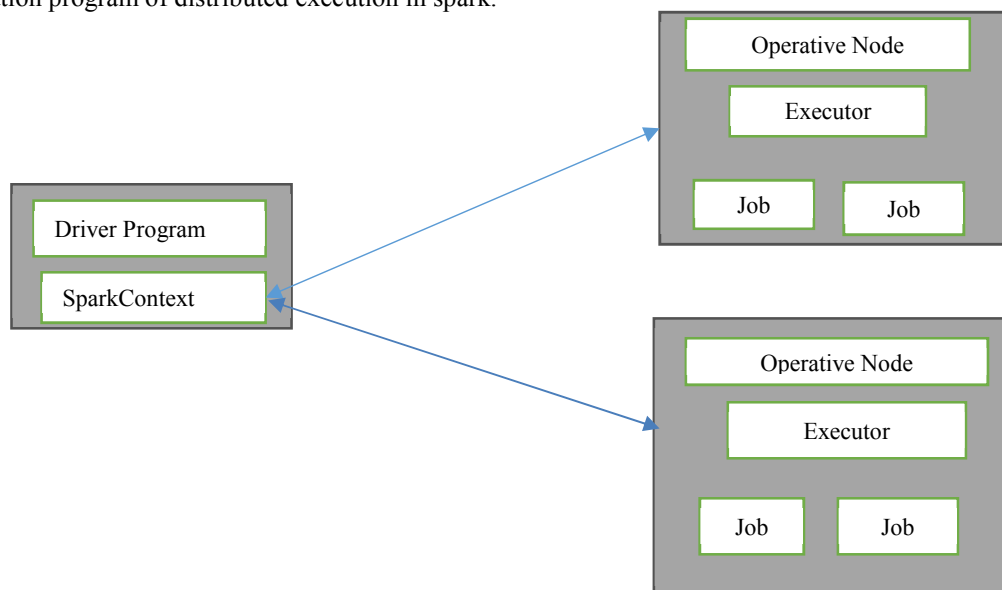 program of distributed execution in spark.
Operative Node
Executor
Job
Job
Driver Program
SparkContext
Operative Node
Executor
Job
Job